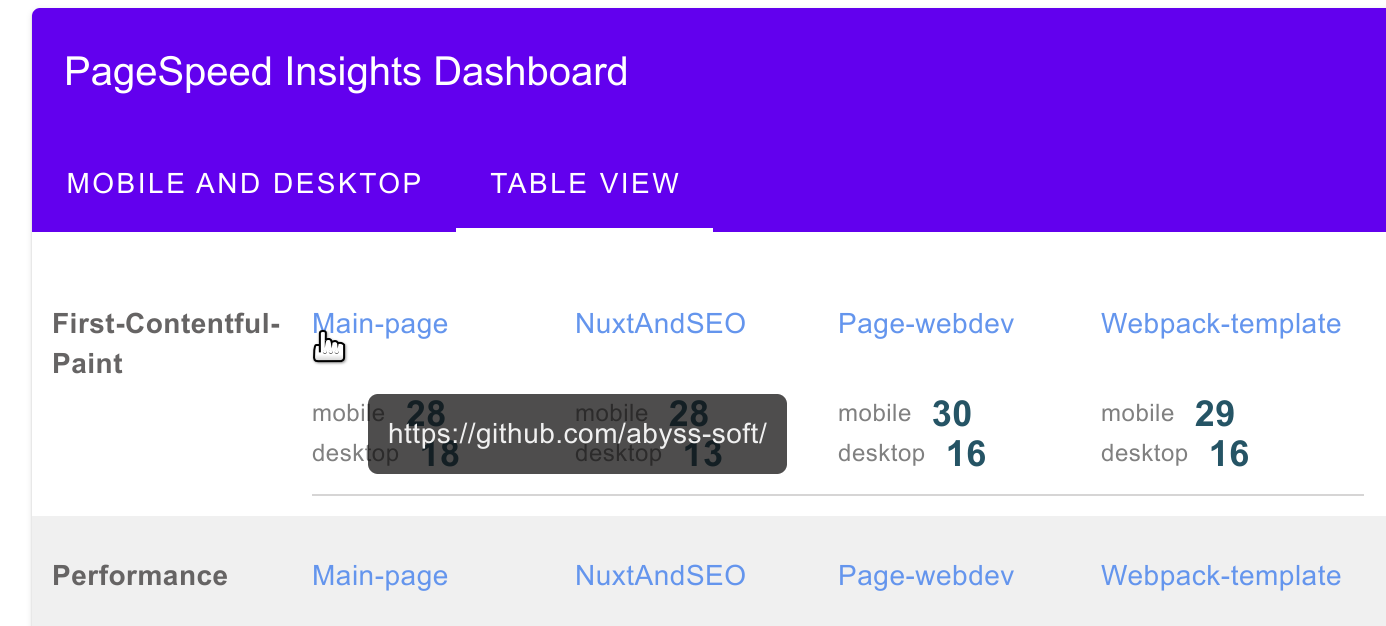 PageSpeed Insights Dashboard
MOBILE AND DESKTOP TABLE VIEW
First-Contentful-
Paint
Main-page NuxtAndSEO Page-webdev Webpack-template
mobile 28 mobile 28 mobile 30 mobile 29
https://github.com/abyss-soft/
desktop 18 desktop 13 desktop 16 desktop 16
Performance Main-page NuxtAndSEO Page-webdev Webpack-template